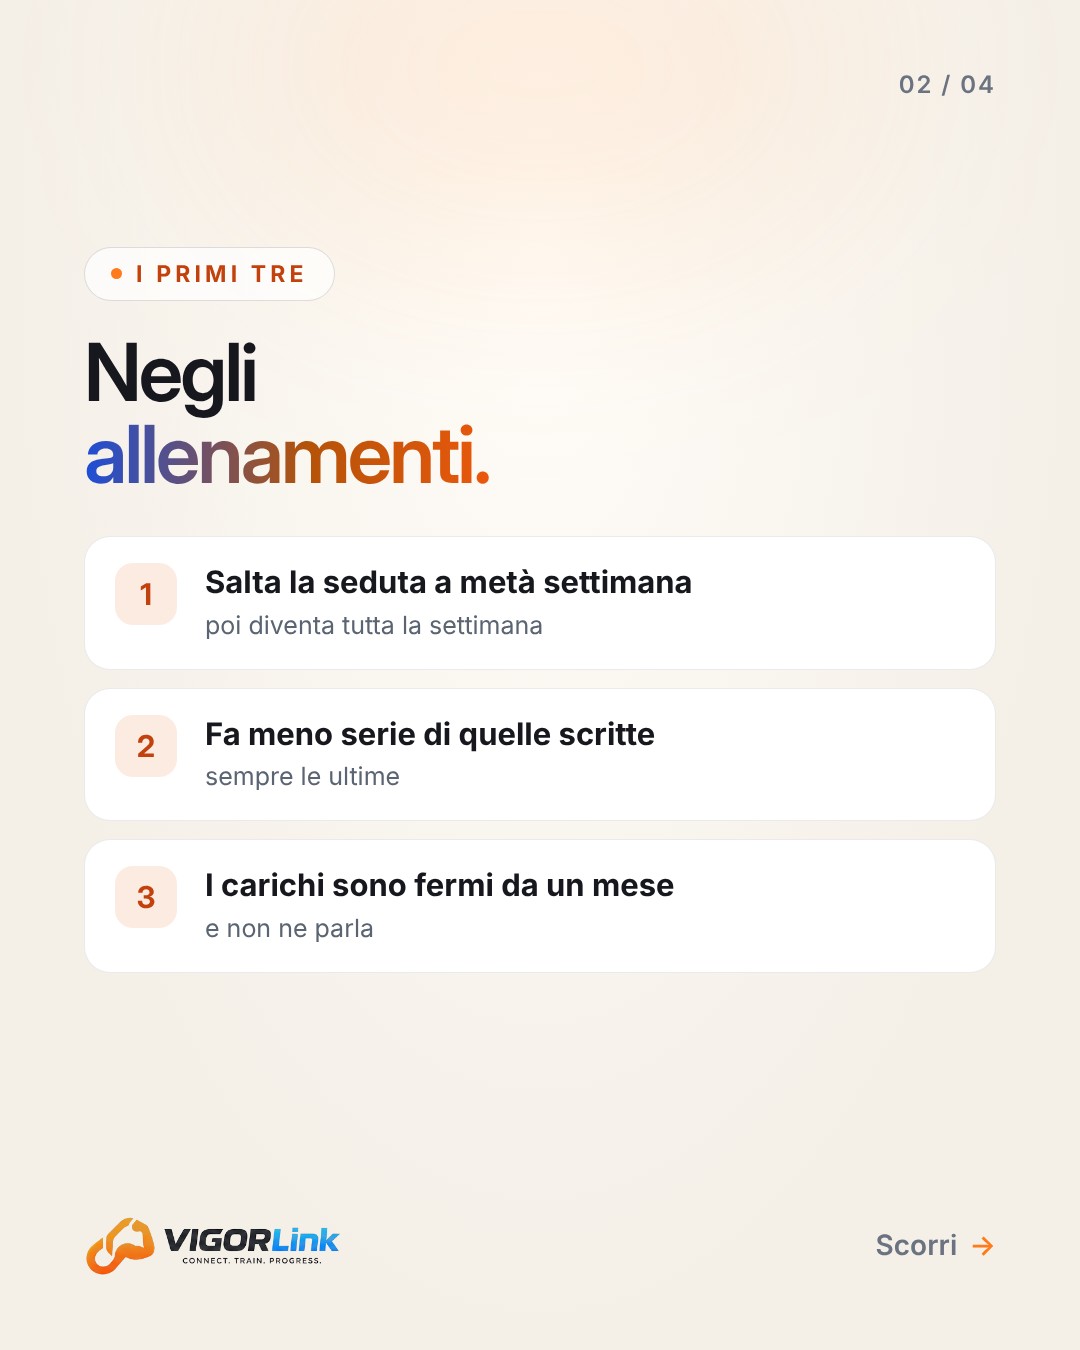 02 / 04
I PRIMI TRE
Negli
allenamenti.
1
Salta la seduta a metà settimana
poi diventa tutta la settimana
2
Fa meno serie di quelle scritte
sempre le ultime
3
I carichi sono fermi da un mese
e non ne parla
VIGORLink
CONNECT. TRAIN. PROGRESS.
Scorri →